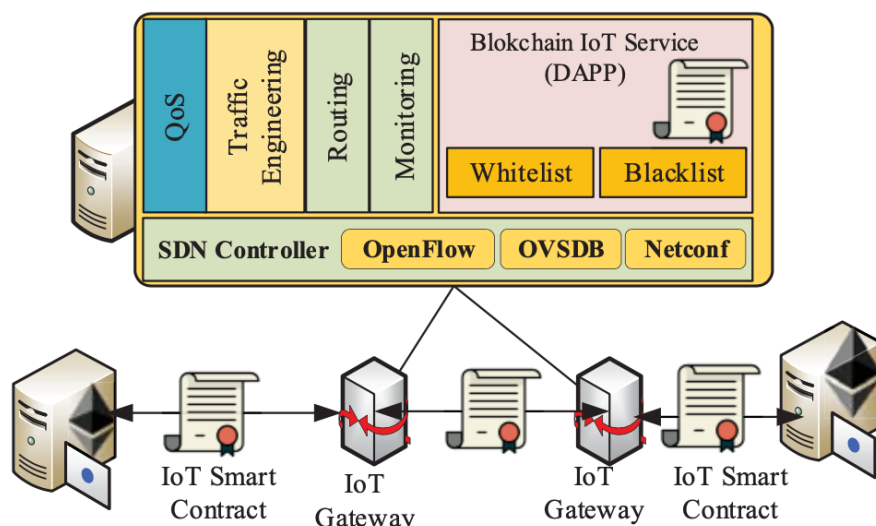 QoS
Traffic
Engineering
Routing
Monitoring
Blokchain IoT Service
(DAPP)
Whitelist
Blacklist
SDN Controller
OpenFlow
OVSDB
Netconf
IoT Smart
Contract
IoT
Gateway
IoT
Gateway
IoT Smart
Contract